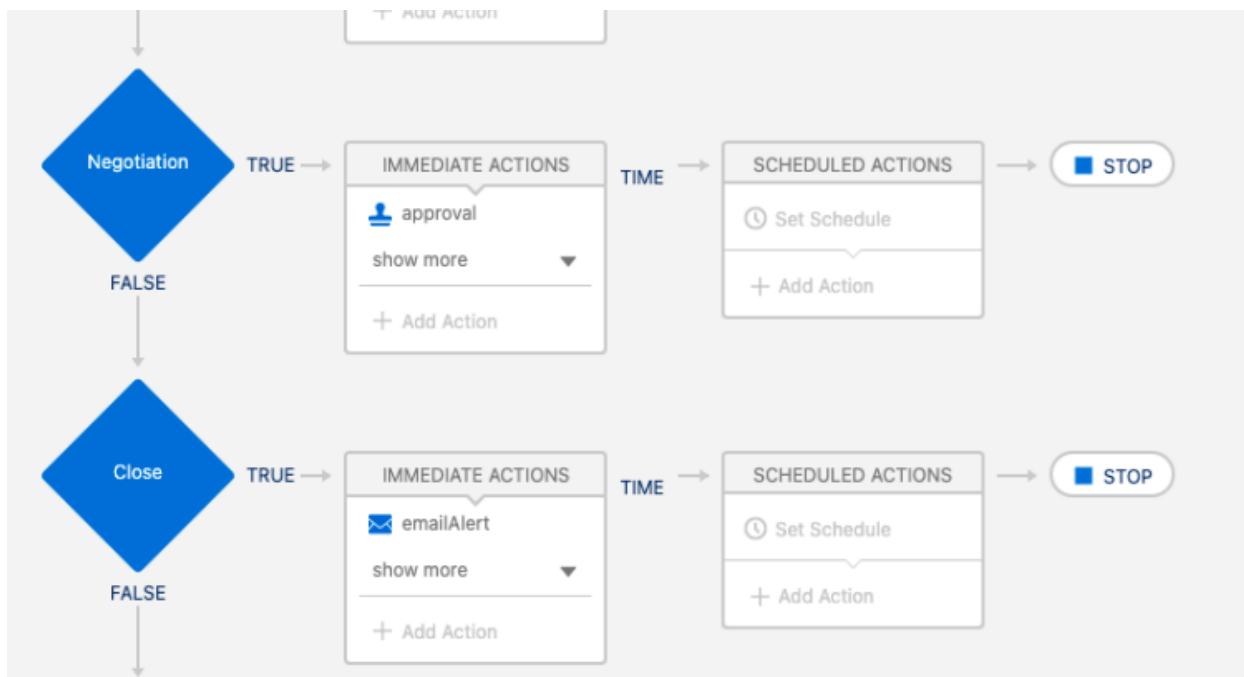 + Add Action
Negotiation
TRUE
IMMEDIATE ACTIONS
approval
show more
+ Add Action
TIME
SCHEDULED ACTIONS
Set Schedule
+ Add Action
STOP
FALSE
Close
TRUE
IMMEDIATE ACTIONS
emailAlert
show more
+ Add Action
TIME
SCHEDULED ACTIONS
Set Schedule
+ Add Action
STOP
FALSE